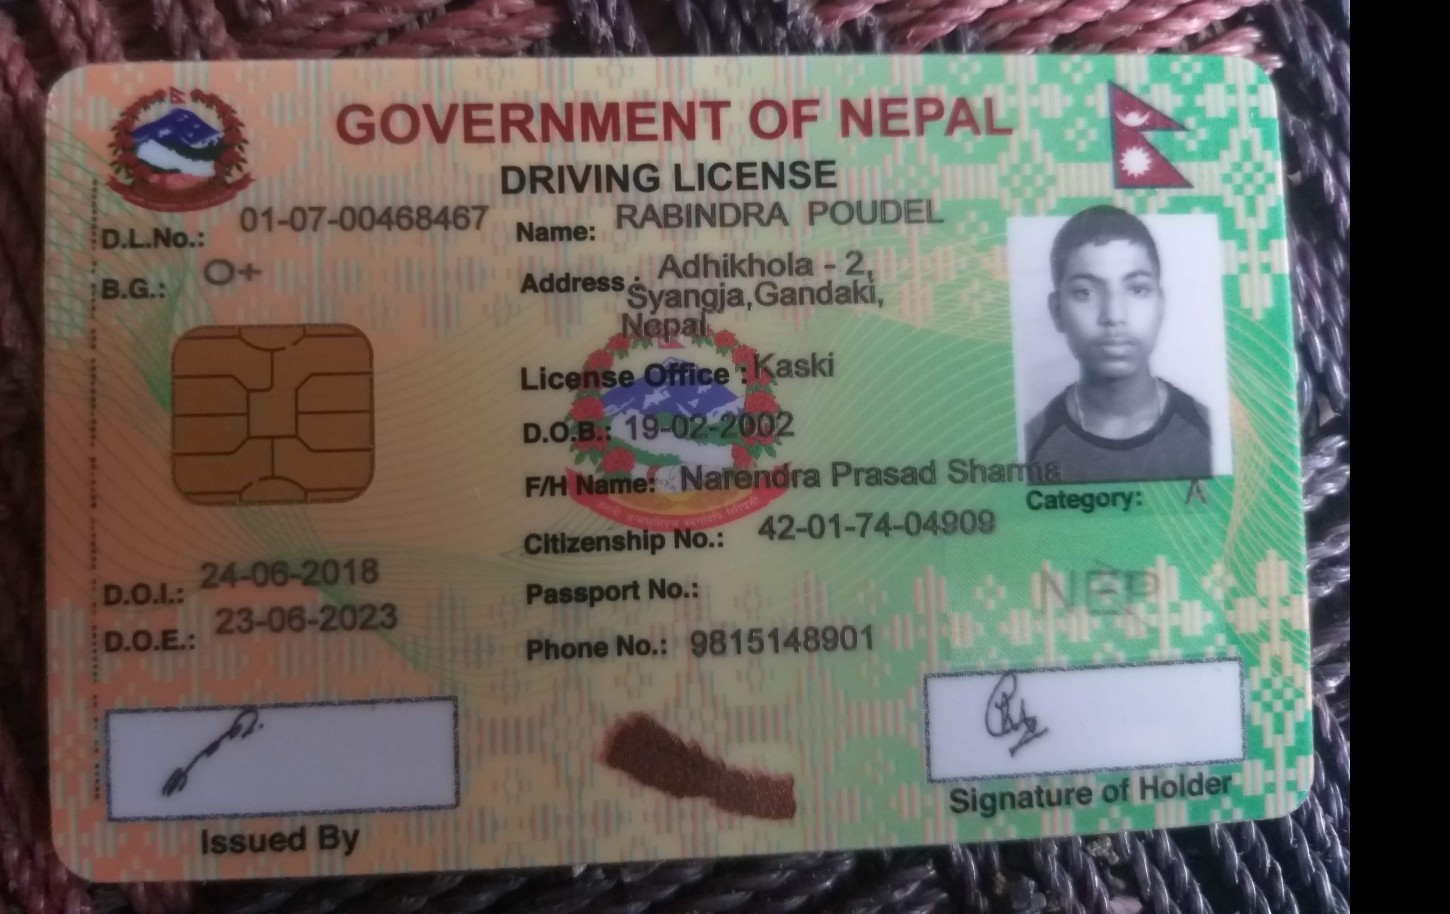 GOVERNMENT OF NEPAL
DRIVING LICENSE
D.L.No.: 01-07-00468467
B.G.: O+
Name: RABINDRA POUDEL
Address: Adhikhola - 2,
Syangja,Gandaki,
Nepal
License Office : Kaski
D.O.B.: 19-02-2002
F/H Name: Narendra Prasad Sharma
Category: A
Citizenship No.: 42-01-74-04909
D.O.I.: 24-06-2018
Passport No.:
NEP
D.O.E.: 23-06-2023
Phone No.: 9815148901
Issued By
Signature of Holder